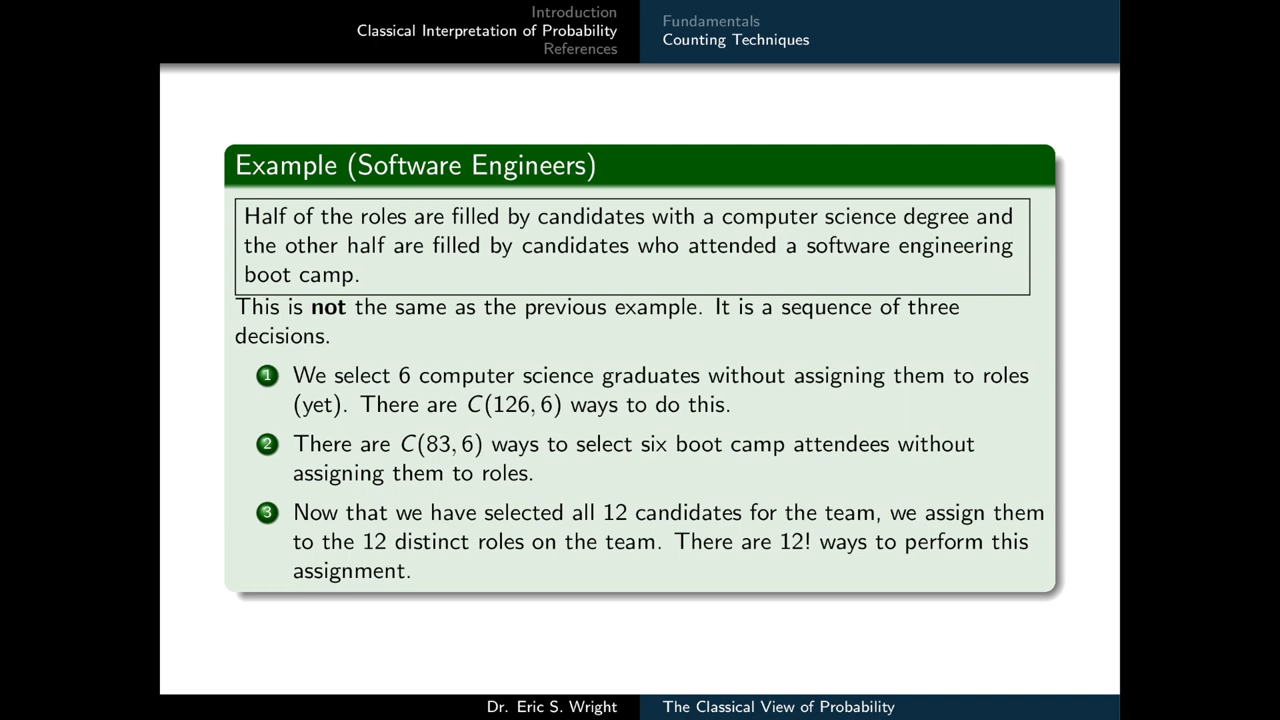 Introduction
Classical Interpretation of Probability
References
Fundamentals
Counting Techniques
Example (Software Engineers)
Half of the roles are filled by candidates with a computer science degree and
the other half are filled by candidates who attended a software engineering
boot camp.
This is not the same as the previous example. It is a sequence of three
decisions.
1 We select 6 computer science graduates without assigning them to roles
(yet). There are C(126, 6) ways to do this.
2 There are C(83, 6) ways to select six boot camp attendees without
assigning them to roles.
3 Now that we have selected all 12 candidates for the team, we assign them
to the 12 distinct roles on the team. There are 12! ways to perform this
assignment.
Dr. Eric S. Wright
The Classical View of Probability